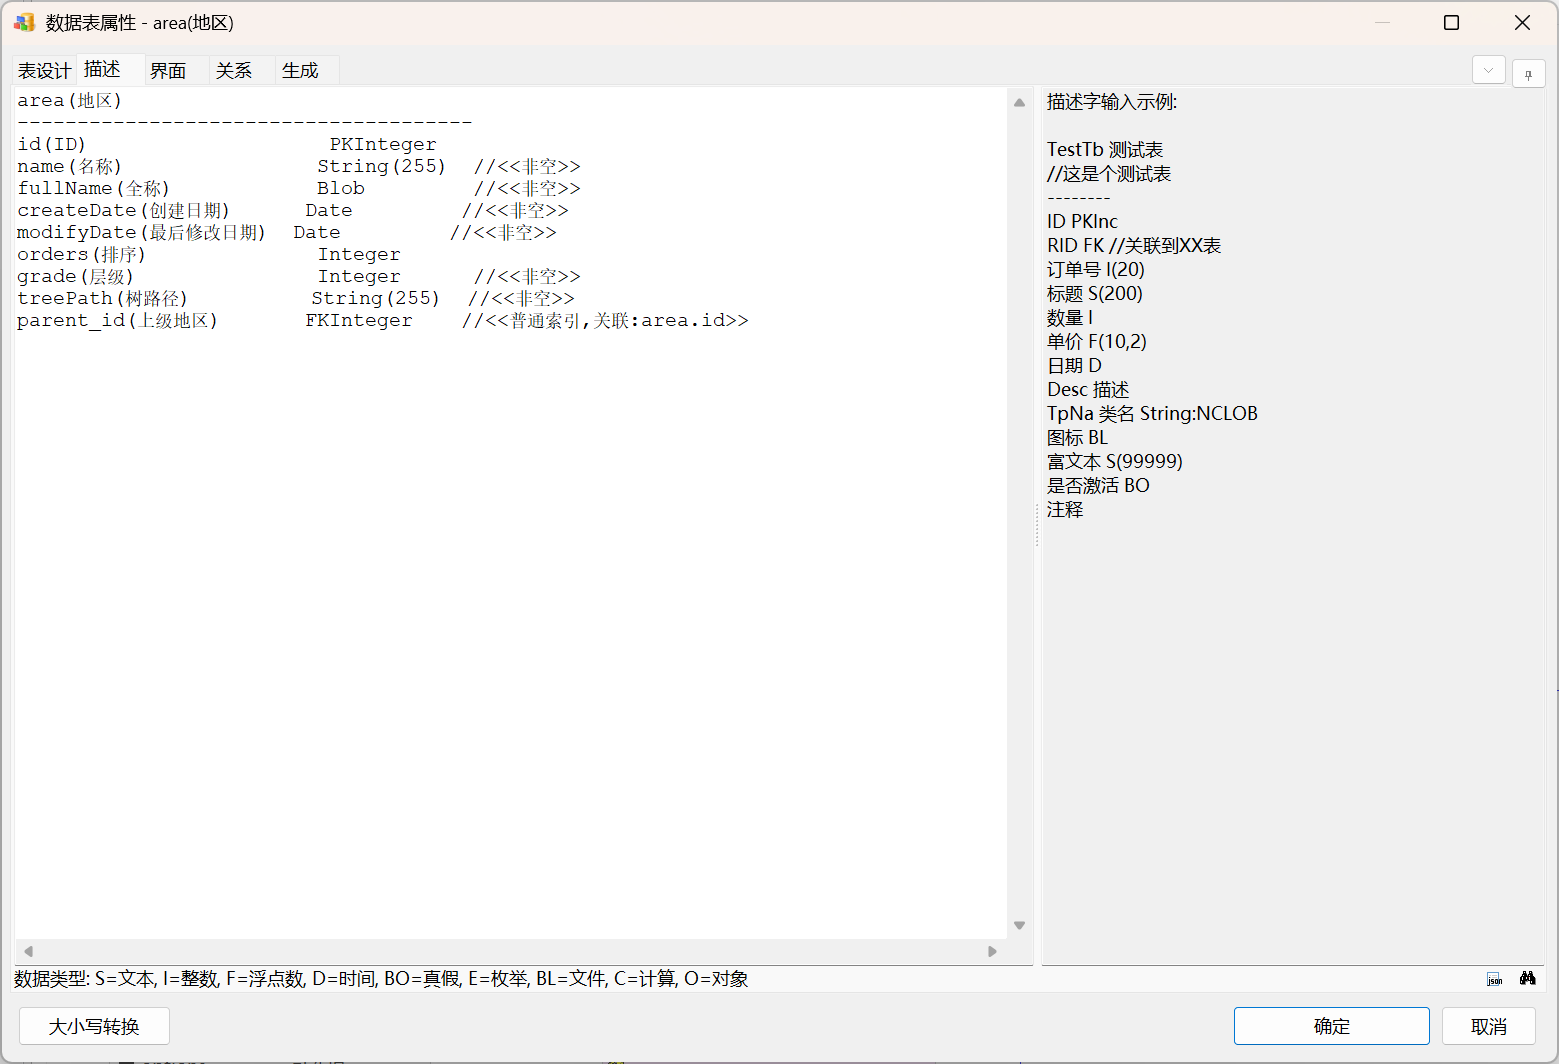 数据表属性 - area(地区)
表设计 描述 界面 关系 生成
area(地区)
--------------------------------------
id(ID) PKInteger
name(名称) String(255) //<<非空>>
fullName(全称) Blob //<<非空>>
createDate(创建日期) Date //<<非空>>
modifyDate(最后修改日期) Date //<<非空>>
orders(排序) Integer
grade(层级) Integer //<<非空>>
treePath(树路径) String(255) //<<非空>>
parent_id(上级地区) FKInteger //<<普通索引,关联:area.id>>
描述字输入示例:
TestTb 测试表
//这是个测试表
--------
ID PKInc
RID FK //关联到XX表
订单号 I(20)
标题 S(200)
数量 I
单价 F(10,2)
日期 D
Desc 描述
TpNa 类名 String:NCLOB
图标 BL
富文本 S(99999)
是否激活 BO
注释
数据类型: S=文本, I=整数, F=浮点数, D=时间, BO=真假, E=枚举, BL=文件, C=计算, O=对象
json
大小写转换 确定 取消